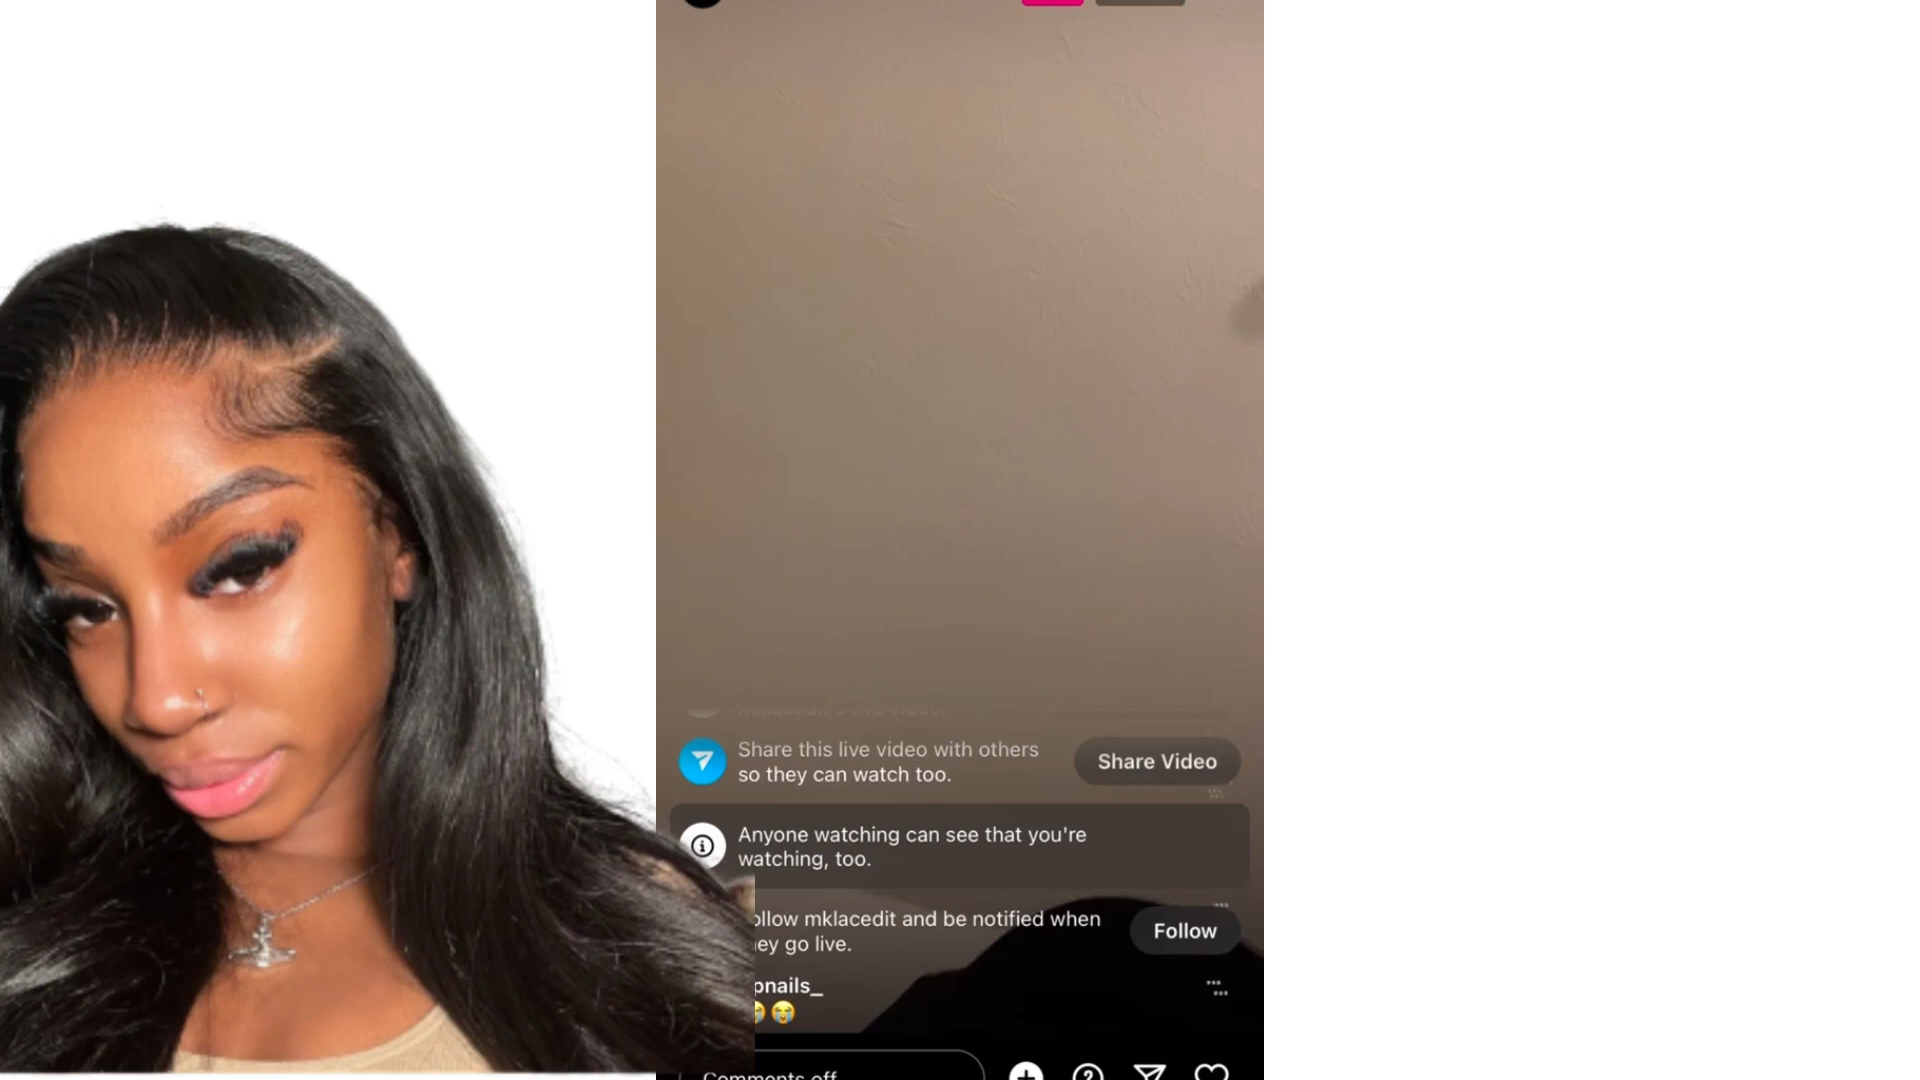 Share this live video with others
so they can watch too.
Share Video
Anyone watching can see that you're
watching, too.
ollow mklacedit and be notified when
ey go live.
Follow
pnails_
😭😭
Comments off